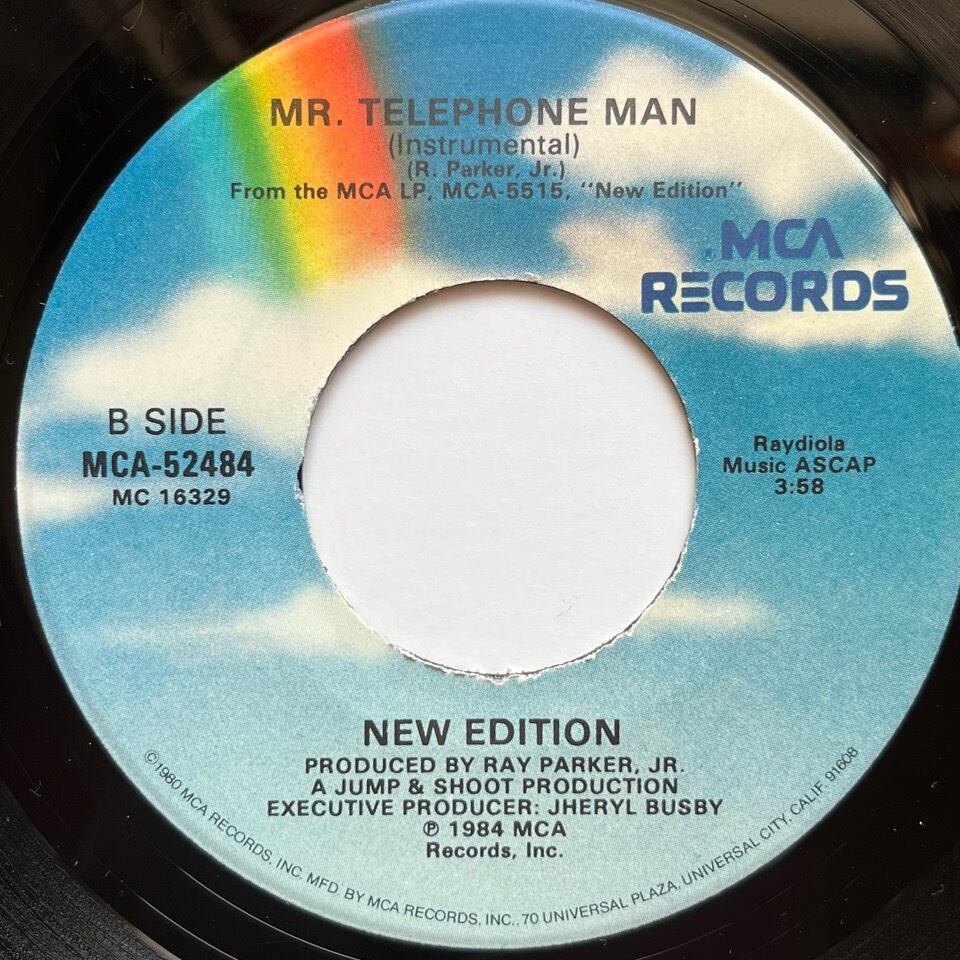 MR. TELEPHONE MAN
(Instrumental)
(R. Parker, Jr.)
From the MCA LP, MCA-5515, "New Edition"
® MCA
RECORDS
B SIDE
MCA-52484
MC 16329
Raydiola
Music ASCAP
3:58
NEW EDITION
PRODUCED BY RAY PARKER, JR.
A JUMP & SHOOT PRODUCTION
EXECUTIVE PRODUCER: JHERYL BUSBY
℗ 1984 MCA
Records, Inc.
©1980 MCA RECORDS, INC. MFD. BY MCA RECORDS, INC., 70 UNIVERSAL PLAZA, UNIVERSAL CITY, CALIF. 91608